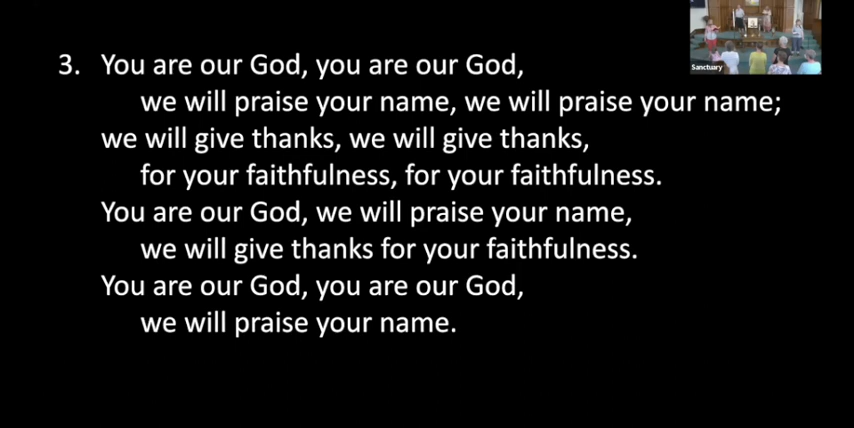 Sanctuary
3. You are our God, you are our God,
we will praise your name, we will praise your name;
we will give thanks, we will give thanks,
for your faithfulness, for your faithfulness.
You are our God, we will praise your name,
we will give thanks for your faithfulness.
You are our God, you are our God,
we will praise your name.